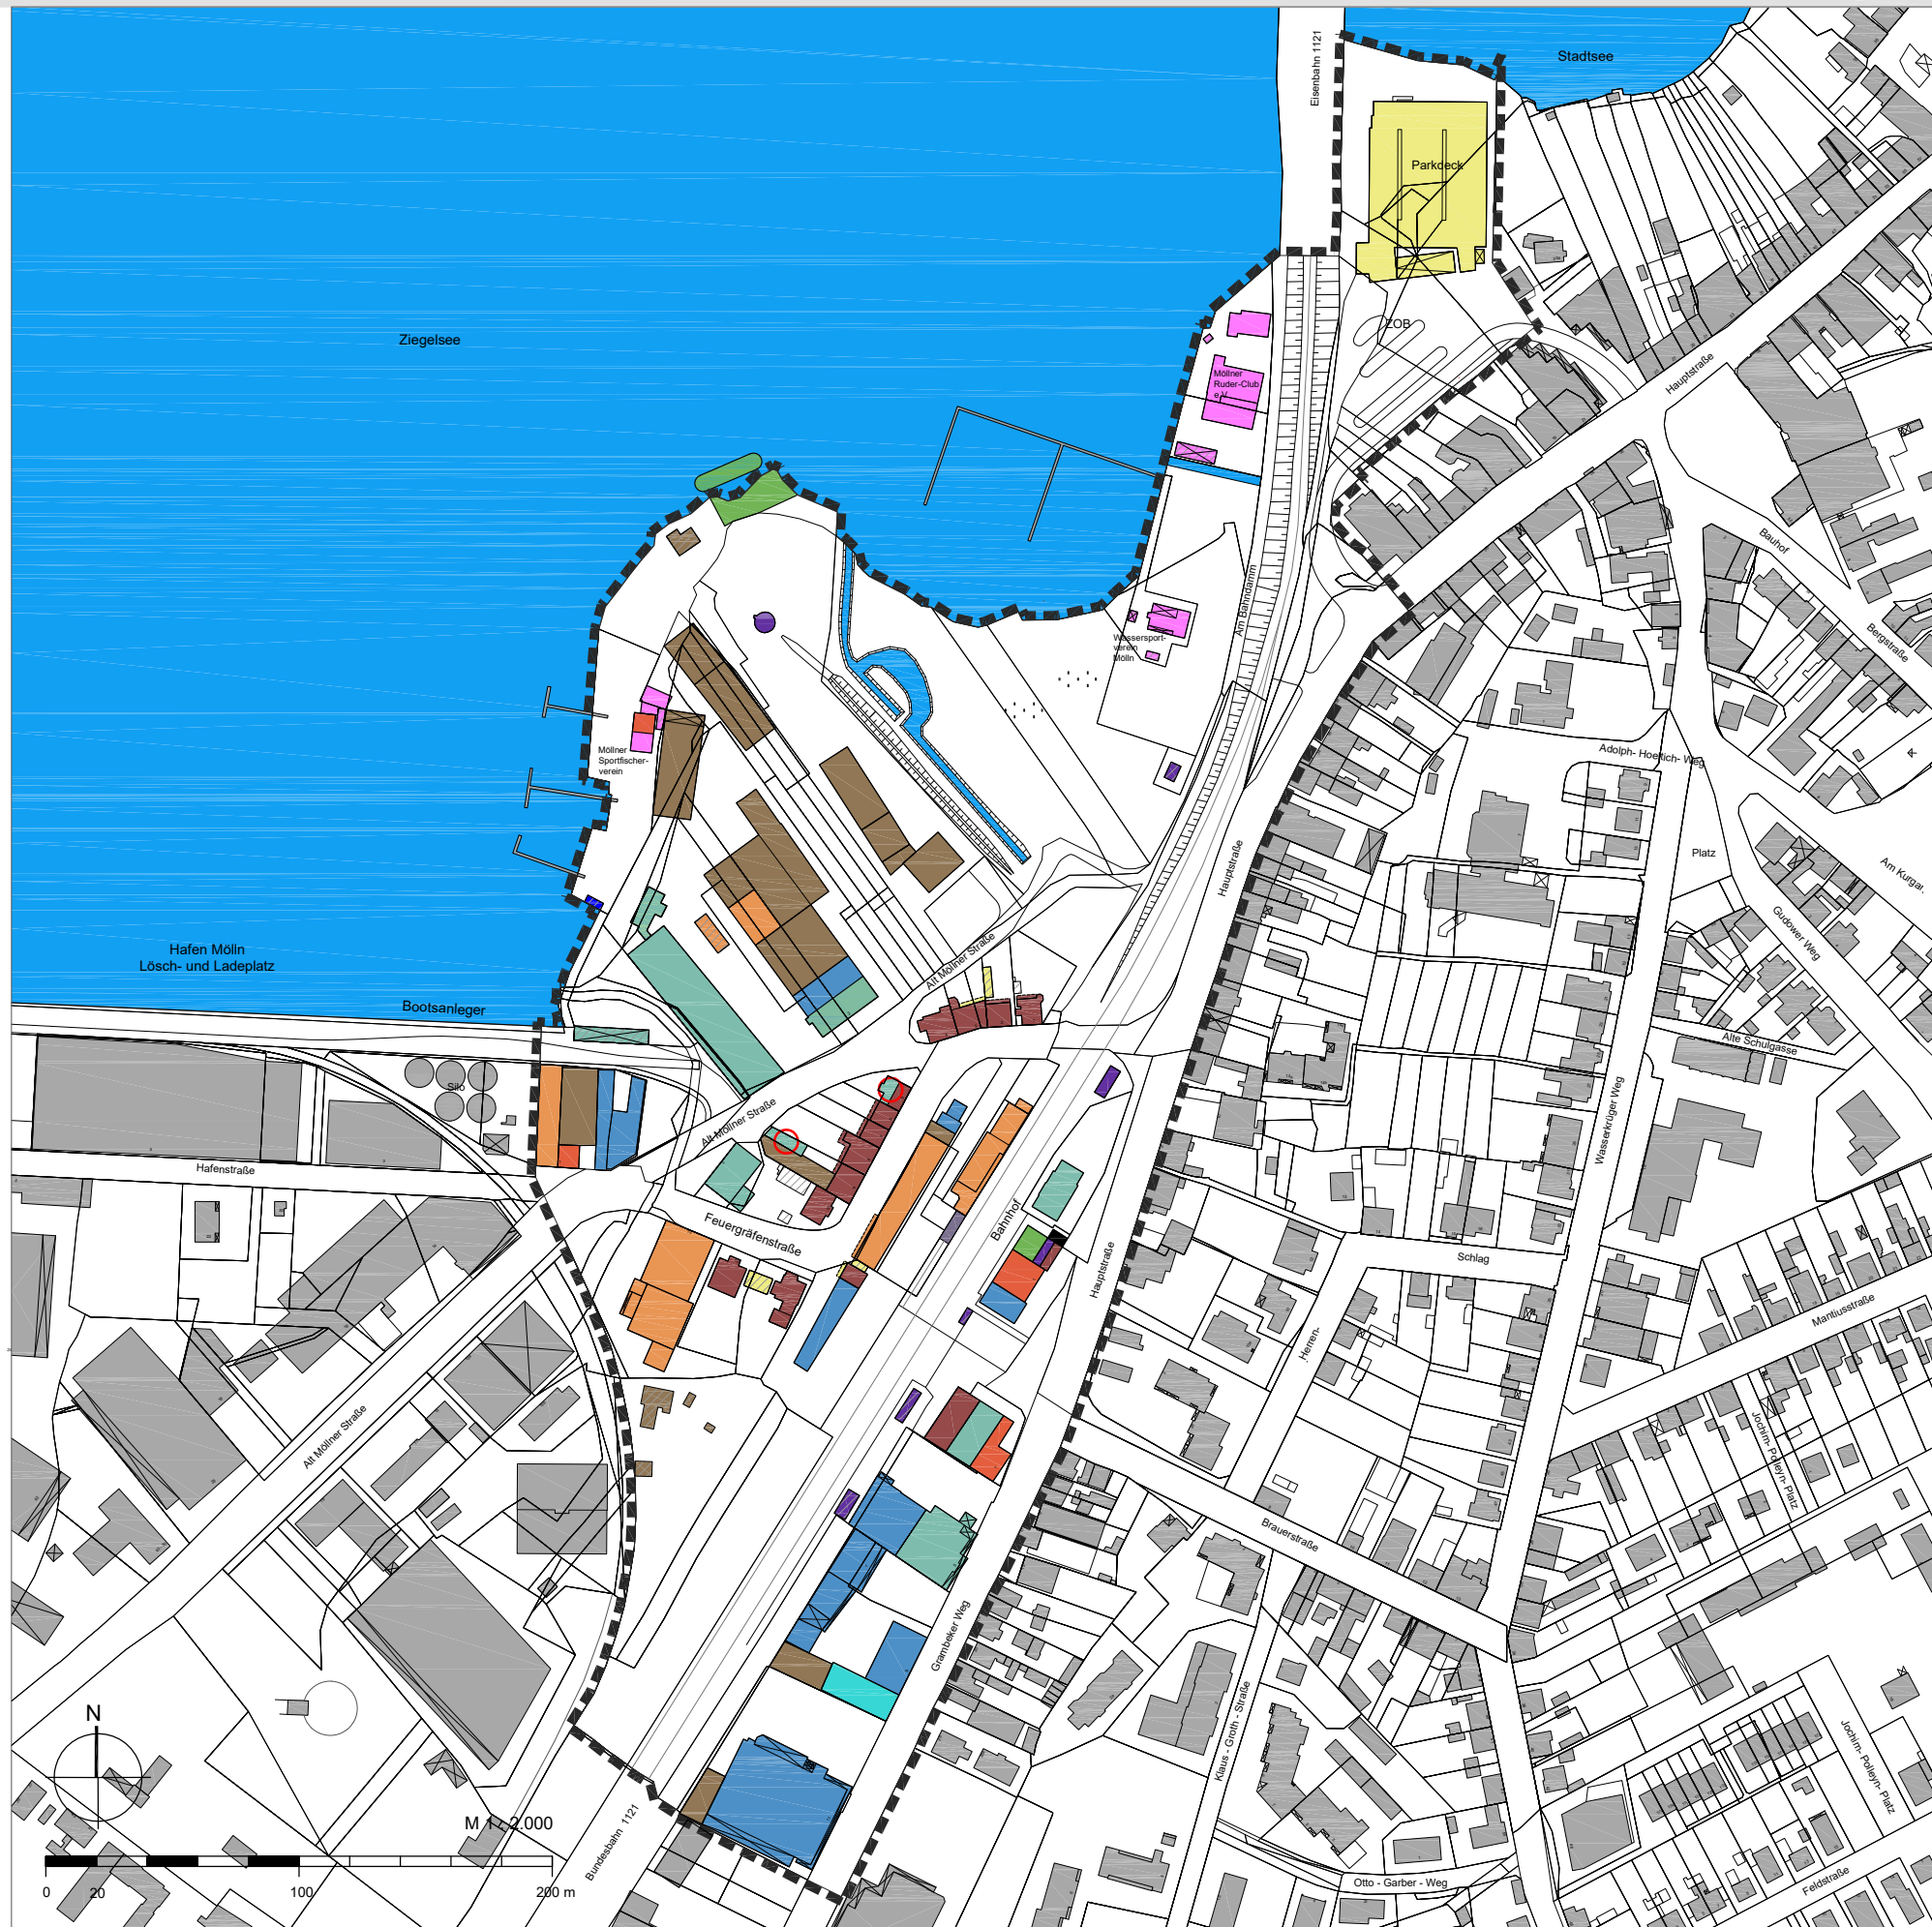 Eisenbahn 1121
Stadtsee
Parkdeck
Ziegelsee
ZOB
Hauptstraße
Möllner
Ruder-Club
e.V.
Bauhof
Bergstraße
Am Bahndamm
Wassersport-
verein
Mölln
Möllner
Sportfischer-
verein
Adolph- Hoeltich- Weg
Platz
Hauptstraße
Am Kurgar.
Gudower Weg
Hafen Mölln
Lösch- und Ladeplatz
Alt Möllner Straße
Bootsanleger
Alte Schulgasse
Silo
Alt Möllner Straße
Wasserkrüger Weg
Hafenstraße
Feuergräfenstraße
Bahnhof
Hauptstraße
Schlag
Herren-
Mantiusstraße
Alt Möllner Straße
Jochim- Polleyn- Platz
Brauerstraße
Grambeker Weg
Klaus - Groth - Straße
Jochim- Polleyn- Platz
N
M 1 : 2.000
Bundesbahn 1121
0 20 100 200 m
Otto - Garber - Weg
Feldstraße